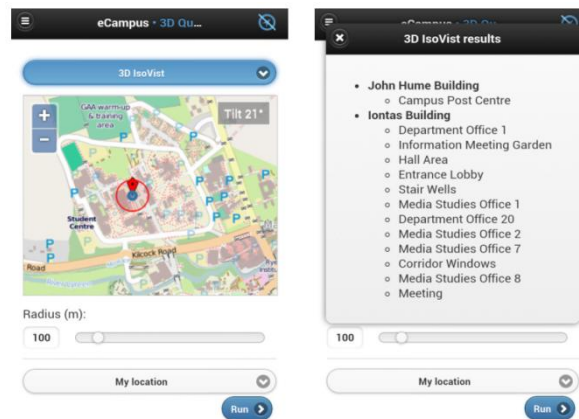 eCampus • 3D Qu...
3D IsoVist
GAA warm-up
& training
area
Tilt 21°
+
−
Student
Centre
Kilcock Road
Road
Radius (m):
100
My location
Run
3D IsoVist results
John Hume Building
Campus Post Centre
Iontas Building
Department Office 1
Information Meeting Garden
Hall Area
Entrance Lobby
Stair Wells
Media Studies Office 1
Department Office 20
Media Studies Office 2
Media Studies Office 7
Corridor Windows
Media Studies Office 8
Meeting
100
My location
Run